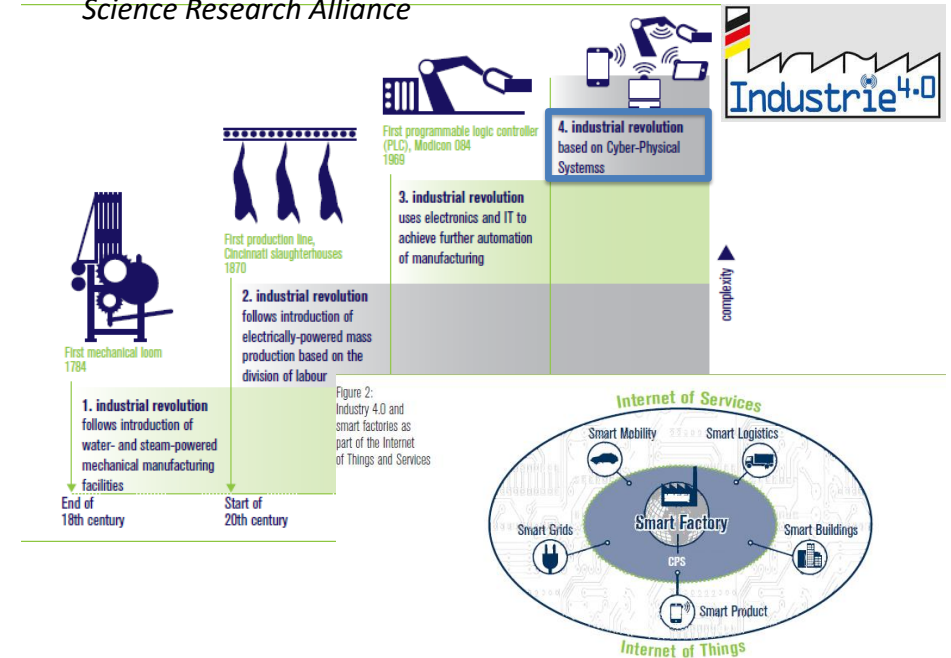 Science Research Alliance
Industrie 4.0
First programmable logic controller
(PLC), Modicon 084
1969
4. industrial revolution
based on Cyber-Physical
Systemss
3. industrial revolution
uses electronics and IT to
achieve further automation
of manufacturing
First production line,
Cincinnati slaughterhouses
1870
2. industrial revolution
follows introduction of
electrically-powered mass
production based on the
division of labour
complexity
First mechanical loom
1784
1. industrial revolution
follows introduction of
water- and steam-powered
mechanical manufacturing
facilities
End of
18th century
Start of
20th century
Figure 2:
Industry 4.0 and
smart factories as
part of the Internet
of Things and Services
Internet of Services
Smart Mobility
Smart Logistics
Smart Factory
Smart Grids
Smart Buildings
CPS
Smart Product
Internet of Things